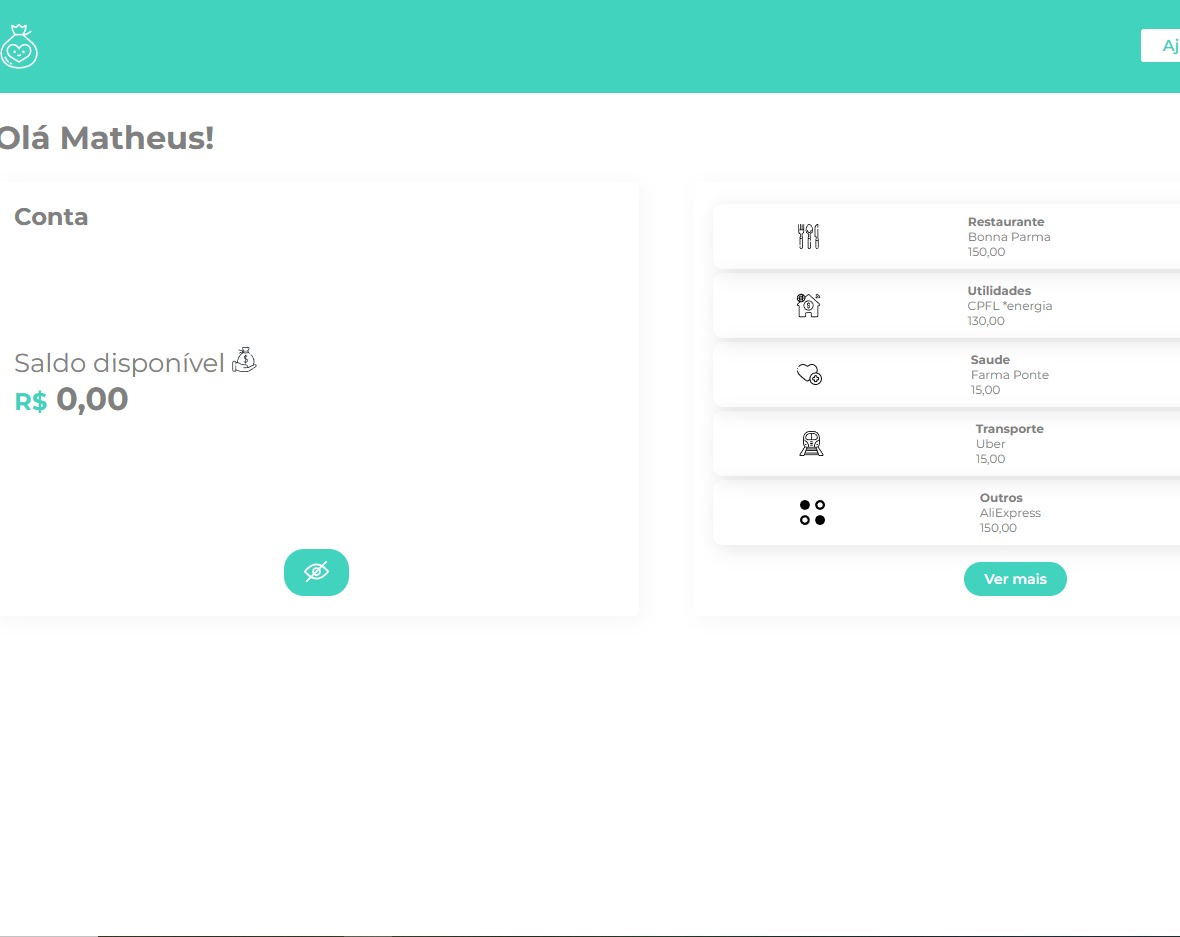 Aj
Olá Matheus!
Conta
Saldo disponível
R$ 0,00
Restaurante
Bonna Parma
150,00
Utilidades
CPFL *energia
130,00
Saude
Farma Ponte
15,00
Transporte
Uber
15,00
Outros
AliExpress
150,00
Ver mais